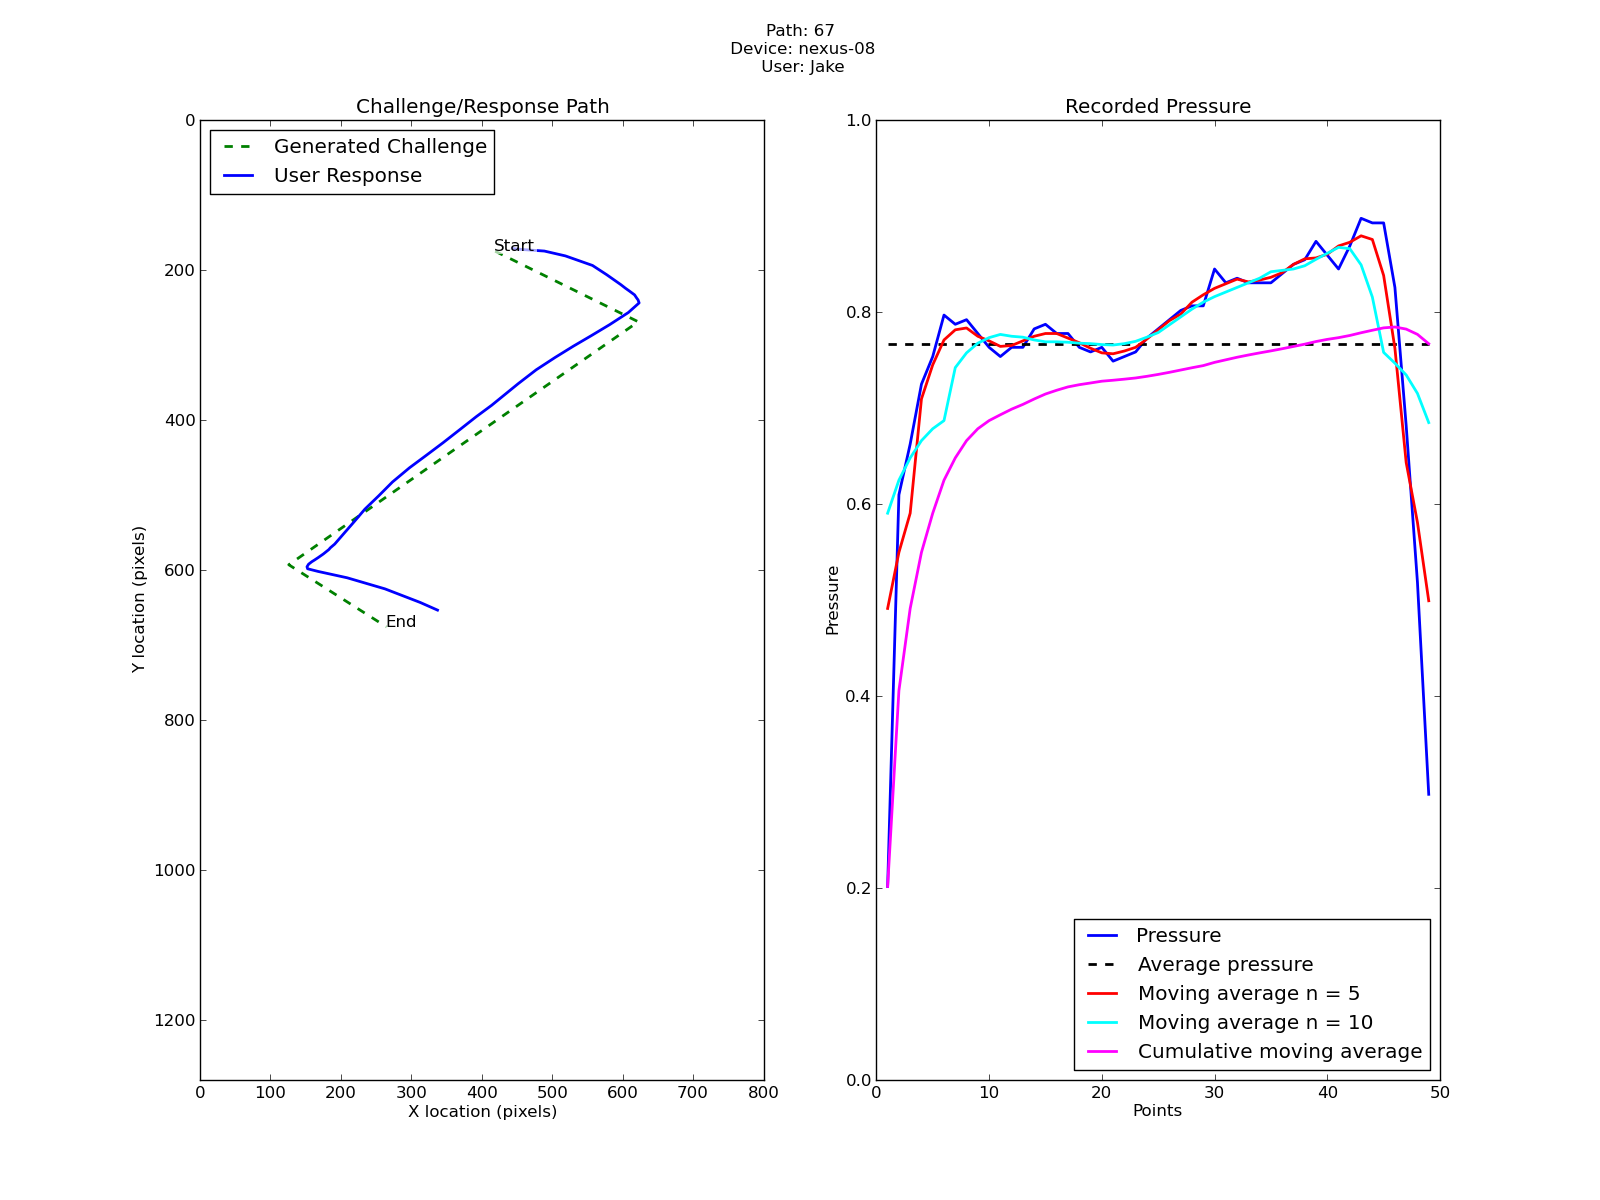 Path: 67
Device: nexus-08
User: Jake
Challenge/Response Path
Generated Challenge
User Response
Start
End
0
200
400
600
800
1000
1200
Y location (pixels)
0 100 200 300 400 500 600 700 800
X location (pixels)
Recorded Pressure
1.0
0.8
0.6
0.4
0.2
0.0
Pressure
Pressure
Average pressure
Moving average n = 5
Moving average n = 10
Cumulative moving average
0 10 20 30 40 50
Points